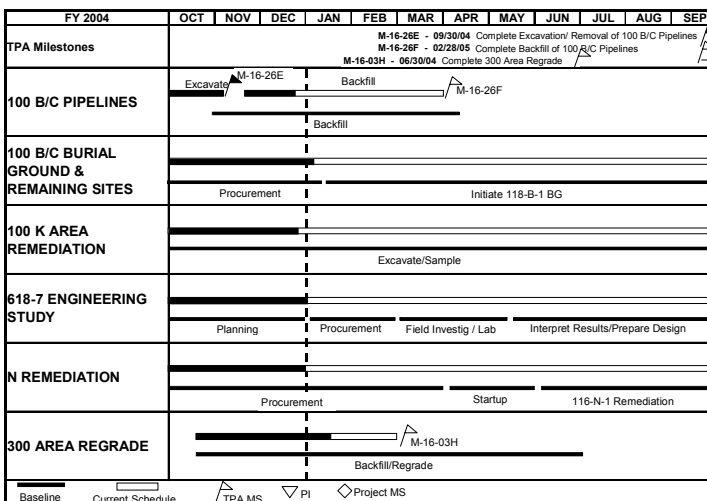 FY 2004 OCT NOV DEC JAN FEB MAR APR MAY JUN JUL AUG SEP
TPA Milestones
M-16-26E - 09/30/04 Complete Excavation/ Removal of 100 B/C Pipelines
M-16-26F - 02/28/05 Complete Backfill of 100 B/C Pipelines
M-16-03H - 06/30/04 Complete 300 Area Regrade
100 B/C PIPELINES
Excavate
M-16-26E
Backfill
M-16-26F
Backfill
100 B/C BURIAL
GROUND &
REMAINING SITES
Procurement
Initiate 118-B-1 BG
100 K AREA
REMEDIATION
Excavate/Sample
618-7 ENGINEERING
STUDY
Planning
Procurement
Field Investig / Lab
Interpret Results/Prepare Design
N REMEDIATION
Procurement
Startup
116-N-1 Remediation
300 AREA REGRADE
M-16-03H
Backfill/Regrade
Baseline Current Schedule TPA MS PI Project MS